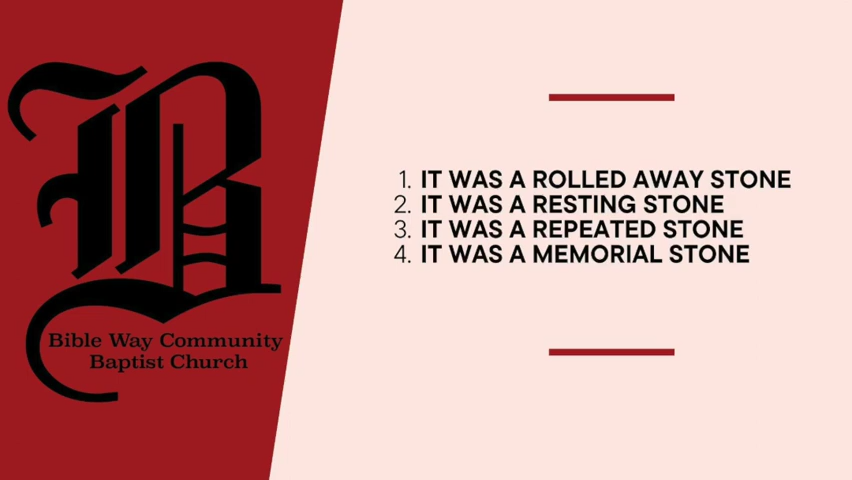 B
Bible Way Community
Baptist Church
1. IT WAS A ROLLED AWAY STONE
2. IT WAS A RESTING STONE
3. IT WAS A REPEATED STONE
4. IT WAS A MEMORIAL STONE